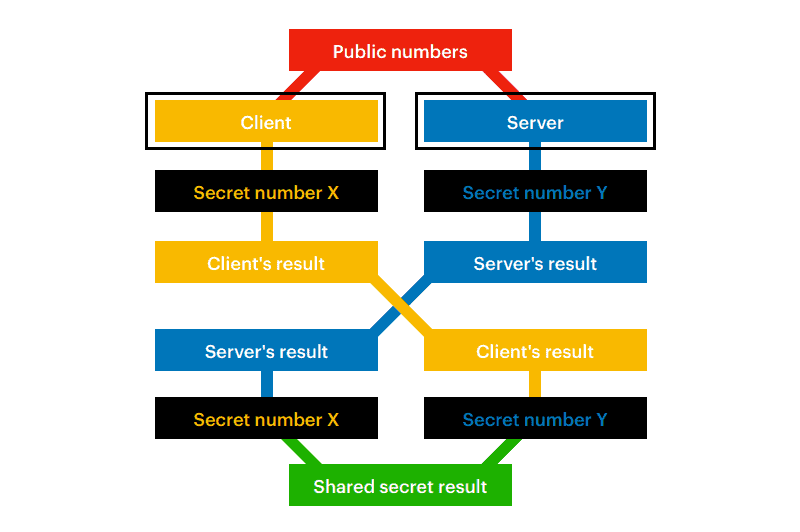 Public numbers
Client
Server
Secret number X
Secret number Y
Client's result
Server's result
Server's result
Client's result
Secret number X
Secret number Y
Shared secret result